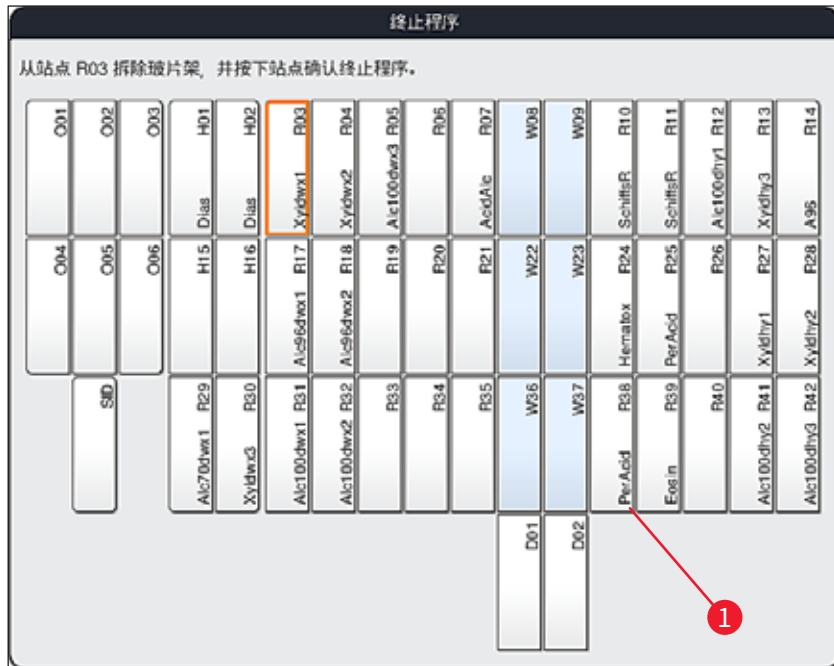 终止程序
从站点 R03 拆除玻片架，并按下站点确认终止程序。
O01
O02
O03
Dias H01
Dias H02
Xyldwx1 R03
Xyldwx2 R04
Alc100dwx3 R05
R06
AcidAlc R07
W08
W09
SchiffsR R10
SchiffsR R11
Alc100dhy1 R12
Xyldhy3 R13
A96 R14
O04
O05
O06
H15
H16
Alc96dwx1 R17
Alc96dwx2 R18
R19
R20
R21
W22
W23
Hematox R24
PerAcid R25
R26
Xyldhy1 R27
Xyldhy2 R28
SID
Alc70dwx1 R29
Xyldwx3 R30
Alc100dwx1 R31
Alc100dwx2 R32
R33
R34
R35
W36
W37
PerAcid R38
Eosin R39
R40
Alc100dhy2 R41
Alc100dhy3 R42
D01
D02
1